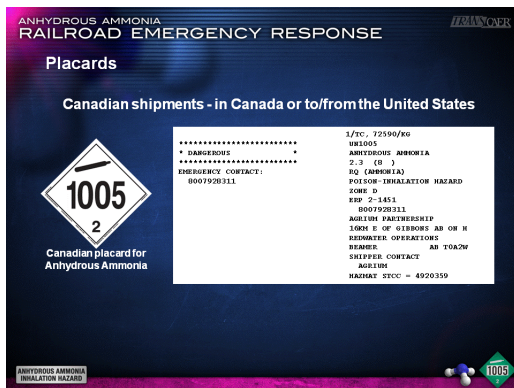 ANHYDROUS AMMONIA
RAILROAD EMERGENCY RESPONSE
TRANSCAER
Placards
Canadian shipments - in Canada or to/from the United States
1005
2
Canadian placard for
Anhydrous Ammonia
*************************
* DANGEROUS *
*************************
EMERGENCY CONTACT:
8007928311
1/TC, 72590/KG
UN1005
ANHYDROUS AMMONIA
2.3 (8 )
RQ (AMMONIA)
POISON-INHALATION HAZARD
ZONE D
ERP 2-1451
8007928311
AGRIUM PARTNERSHIP
16KM E OF GIBBONS AB ON H
REDWATER OPERATIONS
BEAMER AB T0A2W
SHIPPER CONTACT
AGRIUM
HAZMAT STCC = 4920359
ANHYDROUS AMMONIA
INHALATION HAZARD
1005
2